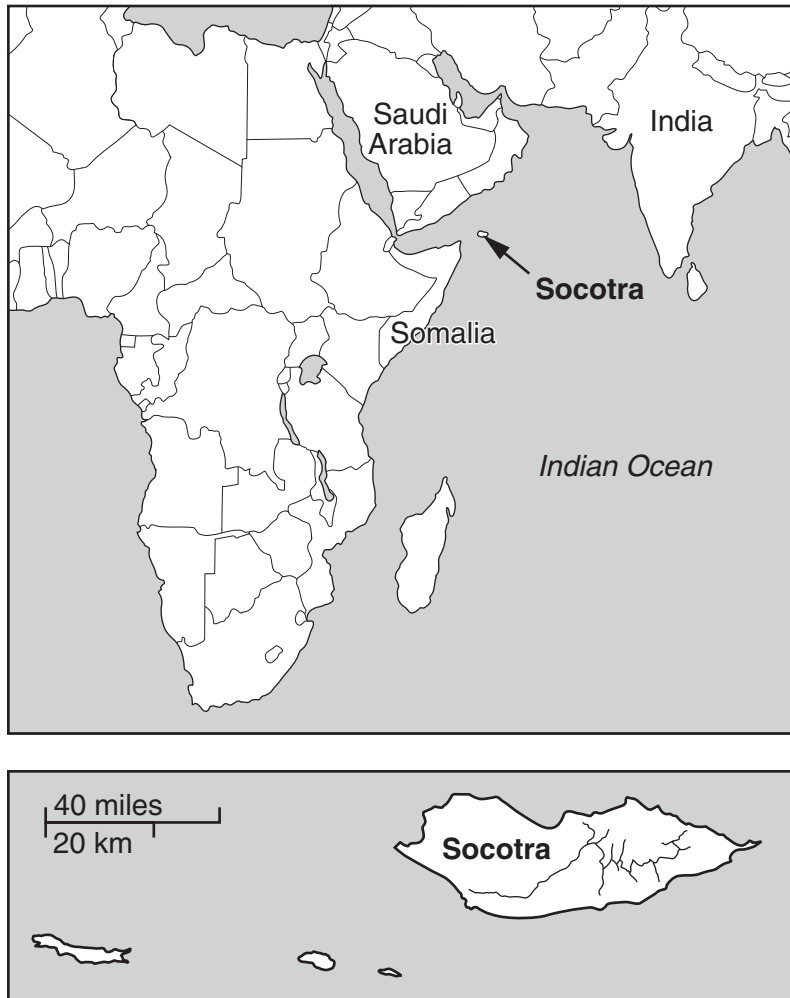 Saudi
Arabia
India
Socotra
Somalia
Indian Ocean
40 miles
20 km
Socotra